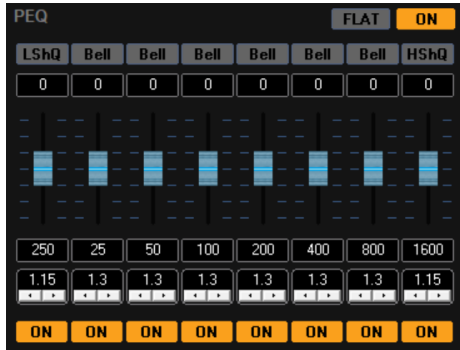 PEQ FLAT ON
LShQ Bell Bell Bell Bell Bell Bell HShQ
0 0 0 0 0 0 0 0
250 25 50 100 200 400 800 1600
1.15 1.3 1.3 1.3 1.3 1.3 1.3 1.15
ON ON ON ON ON ON ON ON